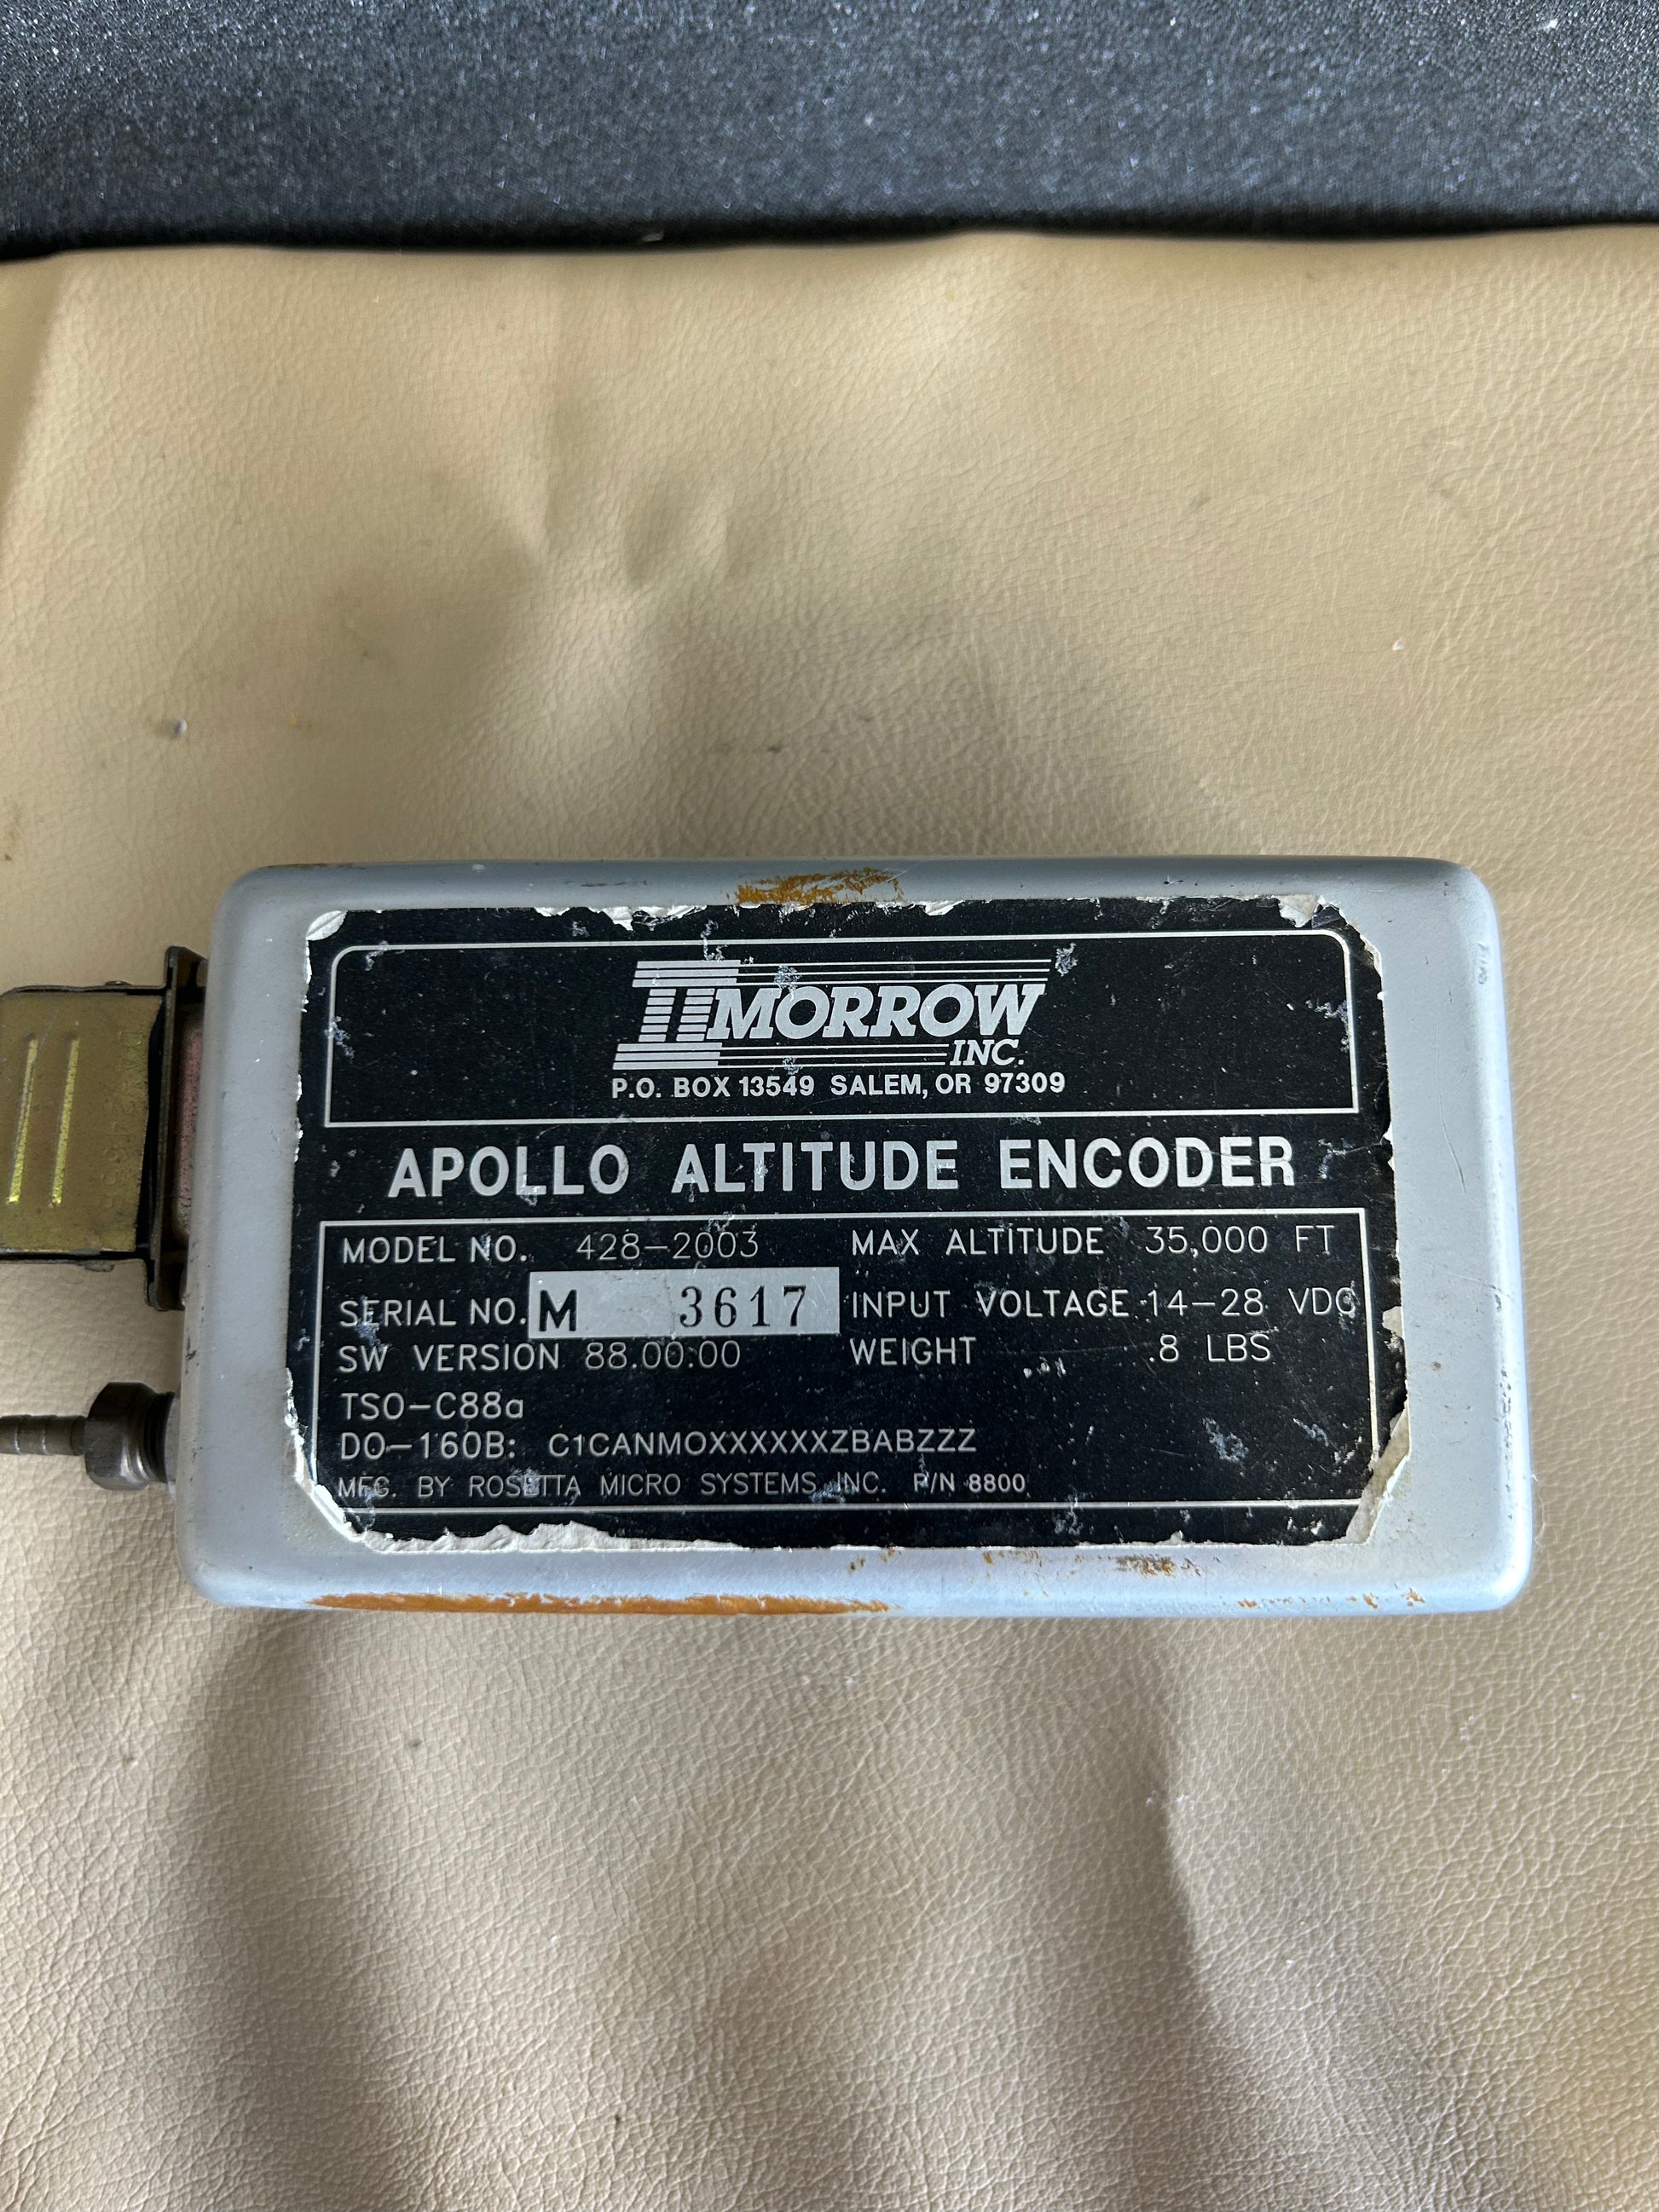 IIMORROW
INC.
P.O. BOX 13549 SALEM, OR 97309
APOLLO ALTITUDE ENCODER
MODEL NO. 428-2003 MAX ALTITUDE 35,000 FT
SERIAL NO. M 3617 INPUT VOLTAGE 14-28 VDC
SW VERSION 88.00.00 WEIGHT .8 LBS
TSO-C88a
DO-160B: C1CANMOXXXXXXZBABZZZ
MFG. BY ROSETTA MICRO SYSTEMS, INC. P/N 8800